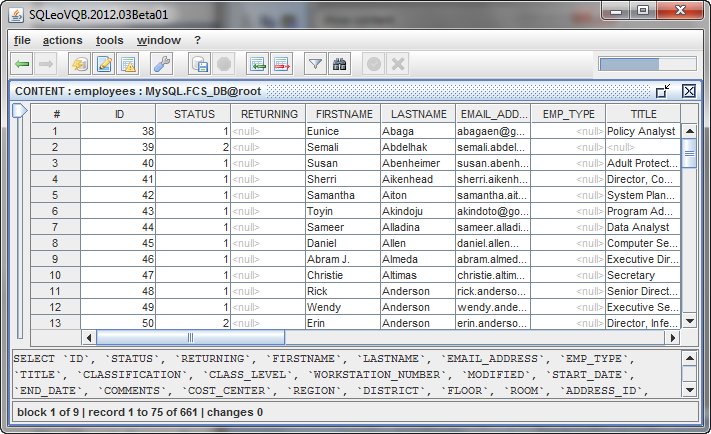 SQLeoVQB.2012.03Beta01
file actions tools window ?
CONTENT : employees : MySQL.FCS_DB@root
# ID STATUS RETURNING FIRSTNAME LASTNAME EMAIL_ADD... EMP_TYPE TITLE
1 38 1 <null> Eunice Abaga abagaen@g... <null> Policy Analyst
2 39 2 <null> Semali Abdelhak semali.abdel... <null> <null>
3 40 1 <null> Susan Abenheimer susan.abenh... <null> Adult Protect...
4 41 1 <null> Sherri Aikenhead sherri.aikenh... <null> Director, Co...
5 42 1 <null> Samantha Aiton samantha.ait... <null> System Plan...
6 43 1 <null> Toyin Akindoju akindoto@go... <null> Program Ad...
7 44 1 <null> Sameer Alladina sameer.alladi... <null> Data Analyst
8 45 1 <null> Daniel Allen daniel.allen... <null> Computer Se...
9 46 1 <null> Abram J. Almeda abram.almed... <null> Executive Dir...
10 47 1 <null> Christie Altimas christie.altim... <null> Secretary
11 48 1 <null> Rick Anderson rick.anderso... <null> Senior Direct...
12 49 1 <null> Wendy Anderson wendy.ande... <null> Executive Se...
13 50 2 <null> Erin Anderson erin.anderso... <null> Director, Infe...
SELECT `ID`, `STATUS`, `RETURNING`, `FIRSTNAME`, `LASTNAME`, `EMAIL_ADDRESS`, `EMP_TYPE`,
`TITLE`, `CLASSIFICATION`, `CLASS_LEVEL`, `WORKSTATION_NUMBER`, `MODIFIED`, `START_DATE`,
`END_DATE`, `COMMENTS`, `COST_CENTER`, `REGION`, `DISTRICT`, `FLOOR`, `ROOM`, `ADDRESS_ID`,
block 1 of 9 | record 1 to 75 of 661 | changes 0